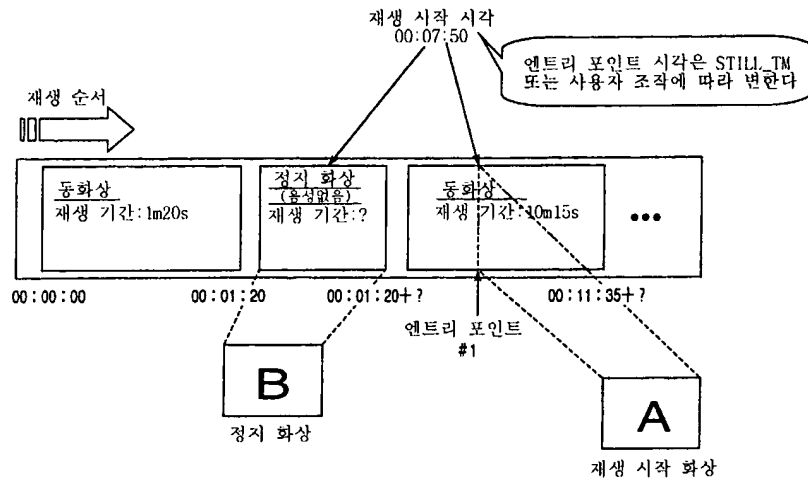 재생 시작 시각
00:07:50
엔트리 포인트 시각은 STILL_TM
또는 사용자 조작에 따라 변한다
재생 순서
동화상
재생 기간:1m20s
정지 화상
(음성없음)
재생 기간:?
동화상
재생 기간:10m15s
•••
00:00:00
00:01:20
00:01:20+?
00:11:35+?
엔트리 포인트
#1
B
정지 화상
A
재생 시작 화상